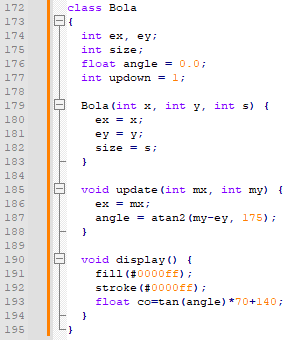 172 class Bola
173 {
174   int ex, ey;
175   int size;
176   float angle = 0.0;
177   int updown = 1;
178
179   Bola(int x, int y, int s) {
180     ex = x;
181     ey = y;
182     size = s;
183   }
184
185   void update(int mx, int my) {
186     ex = mx;
187     angle = atan2(my-ey, 175);
188   }
189
190   void display() {
191     fill(#0000ff);
192     stroke(#0000ff);
193     float co=tan(angle)*70+140;
194   }
195 }